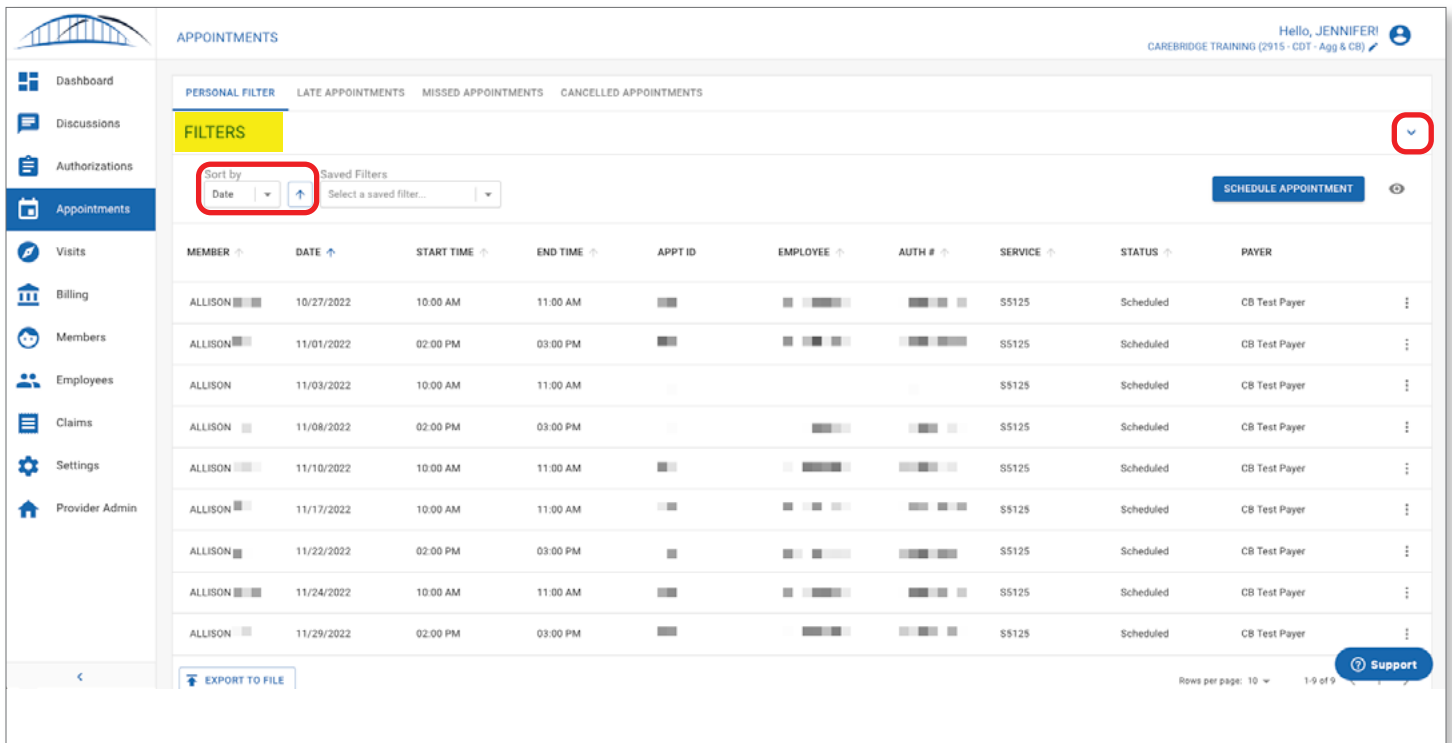 APPOINTMENTS
Hello, JENNIFER!
CAREBRIDGE TRAINING (2915 - CDT - Agg & CB)
Dashboard
Discussions
Authorizations
Appointments
Visits
Billing
Members
Employees
Claims
Settings
Provider Admin
PERSONAL FILTER LATE APPOINTMENTS MISSED APPOINTMENTS CANCELLED APPOINTMENTS
FILTERS
Sort by Saved Filters
Date Select a saved filter... SCHEDULE APPOINTMENT
MEMBER DATE START TIME END TIME APPT ID EMPLOYEE AUTH # SERVICE STATUS PAYER
ALLISON 10/27/2022 10:00 AM 11:00 AM S5125 Scheduled CB Test Payer
ALLISON 11/01/2022 02:00 PM 03:00 PM S5125 Scheduled CB Test Payer
ALLISON 11/03/2022 10:00 AM 11:00 AM S5125 Scheduled CB Test Payer
ALLISON 11/08/2022 02:00 PM 03:00 PM S5125 Scheduled CB Test Payer
ALLISON 11/10/2022 10:00 AM 11:00 AM S5125 Scheduled CB Test Payer
ALLISON 11/17/2022 10:00 AM 11:00 AM S5125 Scheduled CB Test Payer
ALLISON 11/22/2022 02:00 PM 03:00 PM S5125 Scheduled CB Test Payer
ALLISON 11/24/2022 10:00 AM 11:00 AM S5125 Scheduled CB Test Payer
ALLISON 11/29/2022 02:00 PM 03:00 PM S5125 Scheduled CB Test Payer
Support
EXPORT TO FILE Rows per page: 10 1-9 of 9